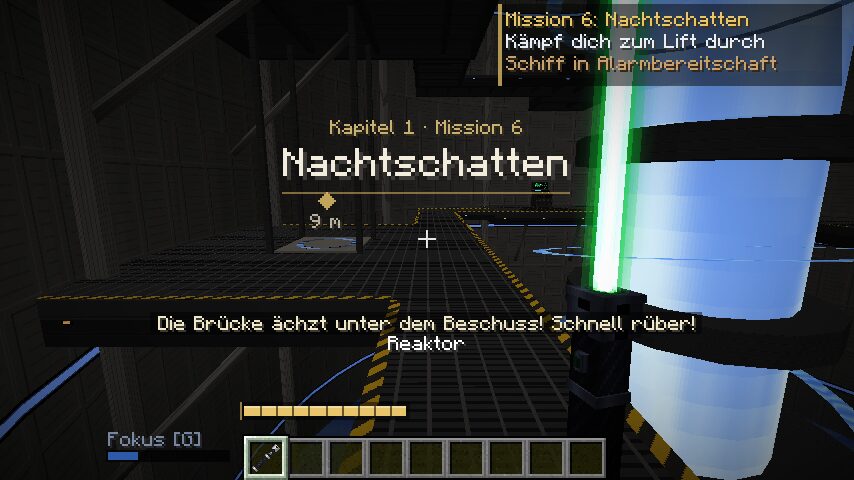 Mission 6: Nachtschatten
Kämpf dich zum Lift durch
Schiff in Alarmbereitschaft
Kapitel 1 · Mission 6
Nachtschatten
9 m
Die Brücke ächzt unter dem Beschuss! Schnell rüber!
Reaktor
Fokus [G]